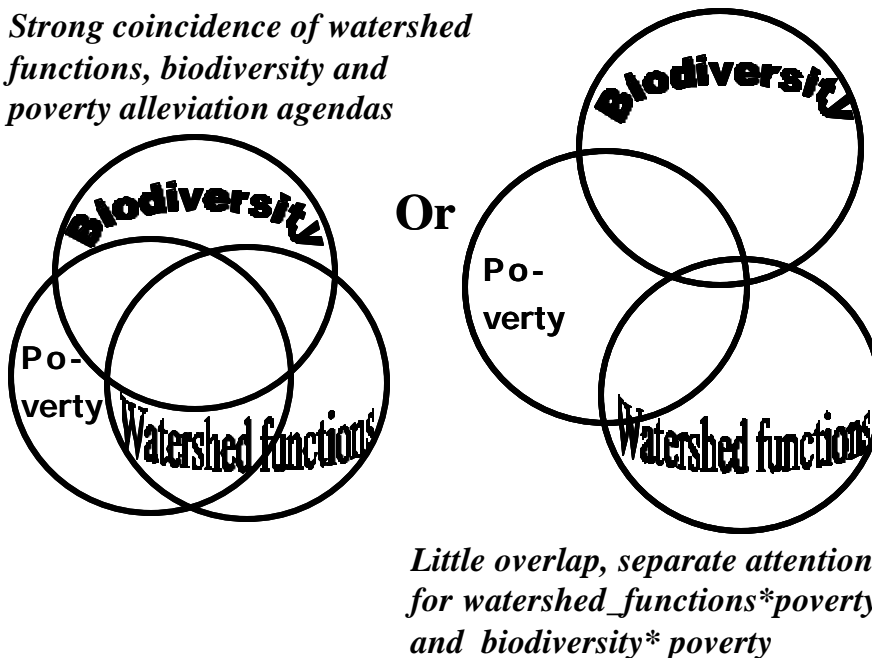 Strong coincidence of watershed
functions, biodiversity and
poverty alleviation agendas
Biodiversity
Po-
verty
Watershed functions
Or
Biodiversity
Po-
verty
Watershed functions
Little overlap, separate attention
for watershed_functions*poverty
and biodiversity* poverty